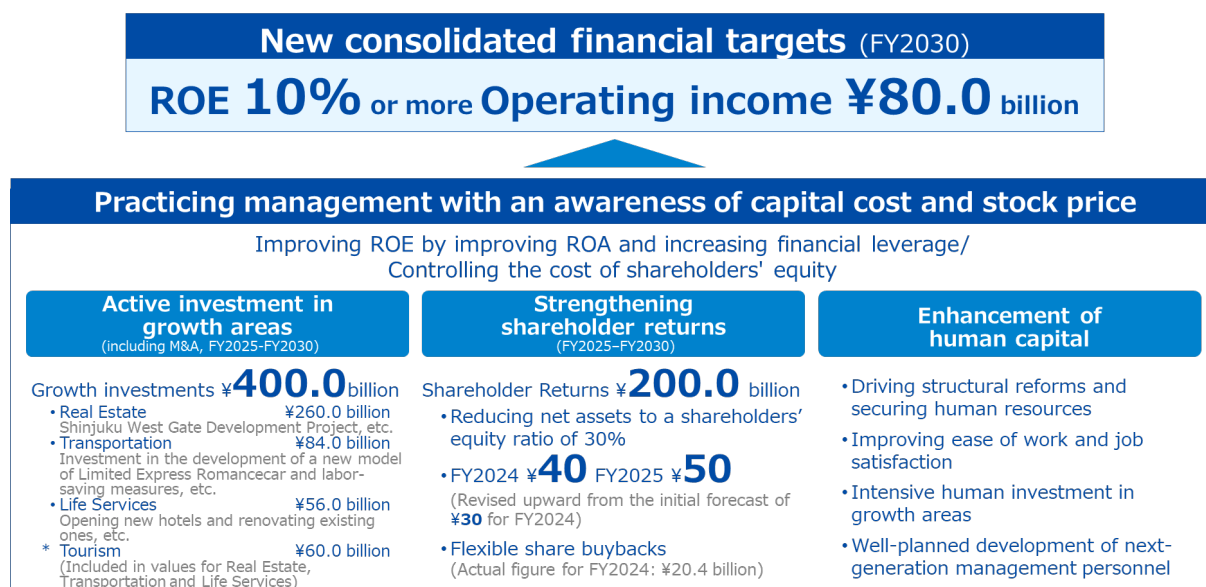 New consolidated financial targets (FY2030)
ROE 10% or more Operating income ¥80.0 billion
Practicing management with an awareness of capital cost and stock price
Improving ROE by improving ROA and increasing financial leverage/
Controlling the cost of shareholders' equity
Active investment in
growth areas
(including M&A, FY2025-FY2030)
Growth investments ¥400.0 billion
・Real Estate ¥260.0 billion
Shinjuku West Gate Development Project, etc.
・Transportation ¥84.0 billion
Investment in the development of a new model
of Limited Express Romancecar and labor-
saving measures, etc.
・Life Services ¥56.0 billion
Opening new hotels and renovating existing
ones, etc.
* Tourism ¥60.0 billion
(Included in values for Real Estate,
Transportation and Life Services)
Strengthening
shareholder returns
(FY2025–FY2030)
Shareholder Returns ¥200.0 billion
・Reducing net assets to a shareholders’
equity ratio of 30%
・FY2024 ¥40 FY2025 ¥50
(Revised upward from the initial forecast of
¥30 for FY2024)
・Flexible share buybacks
(Actual figure for FY2024: ¥20.4 billion)
Enhancement of
human capital
・Driving structural reforms and
securing human resources
・Improving ease of work and job
satisfaction
・Intensive human investment in
growth areas
・Well-planned development of next-
generation management personnel